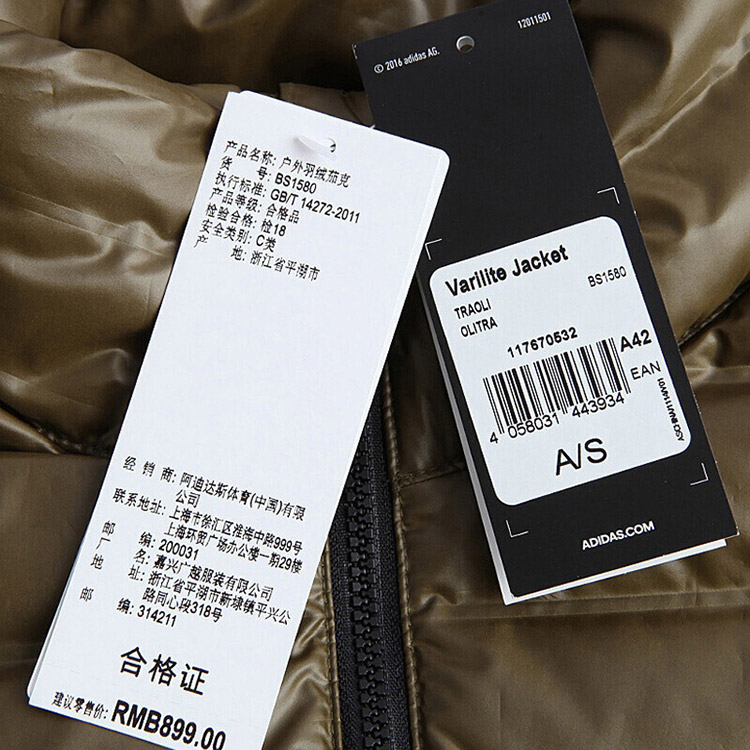 产品名称: 户外羽绒茄克
货 号: BS1580
执行标准: GB/T 14272-2011
产品等级: 合格品
检验合格: 检18
安全类别: C类
产 地: 浙江省平湖市
经 销 商: 阿迪达斯体育(中国)有限
公司
联系地址: 上海市徐汇区淮海中路999号
上海环贸广场办公楼一期29楼
邮 编: 200031
厂 名: 嘉兴广越服装有限公司
地 址: 浙江省平湖市新埭镇平兴公
路同心段318号
邮 编: 314211
合格证
建议零售价: RMB899.00
12011501
© 2016 adidas AG.
Varilite Jacket
BS1580
TRAOLI
OLITRA
117670532
A42
EAN
4 058031 443934
A/S
ADIDAS.COM